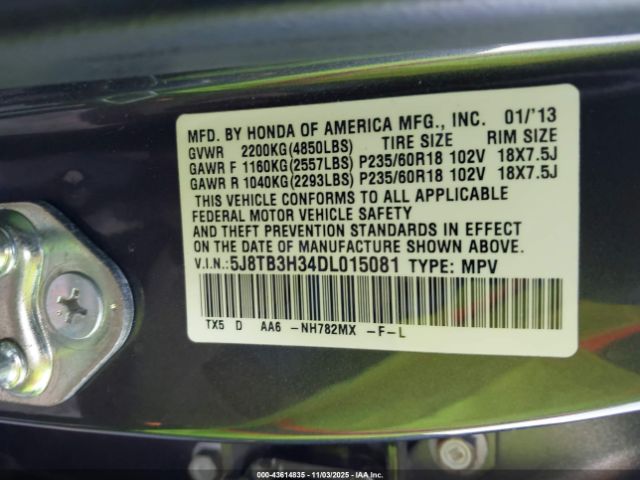 MFD. BY HONDA OF AMERICA MFG., INC. 01/'13
GVWR 2200KG(4850LBS) TIRE SIZE RIM SIZE
GAWR F 1160KG(2557LBS) P235/60R18 102V 18X7.5J
GAWR R 1040KG(2293LBS) P235/60R18 102V 18X7.5J
THIS VEHICLE CONFORMS TO ALL APPLICABLE
FEDERAL MOTOR VEHICLE SAFETY
AND THEFT PREVENTION STANDARDS IN EFFECT
ON THE DATE OF MANUFACTURE SHOWN ABOVE.
V.I.N.:5J8TB3H34DL015081 TYPE: MPV
TX5 D AA6 -NH782MX -F-L
000-43614835 - 11/03/2025 - IAAI.COM